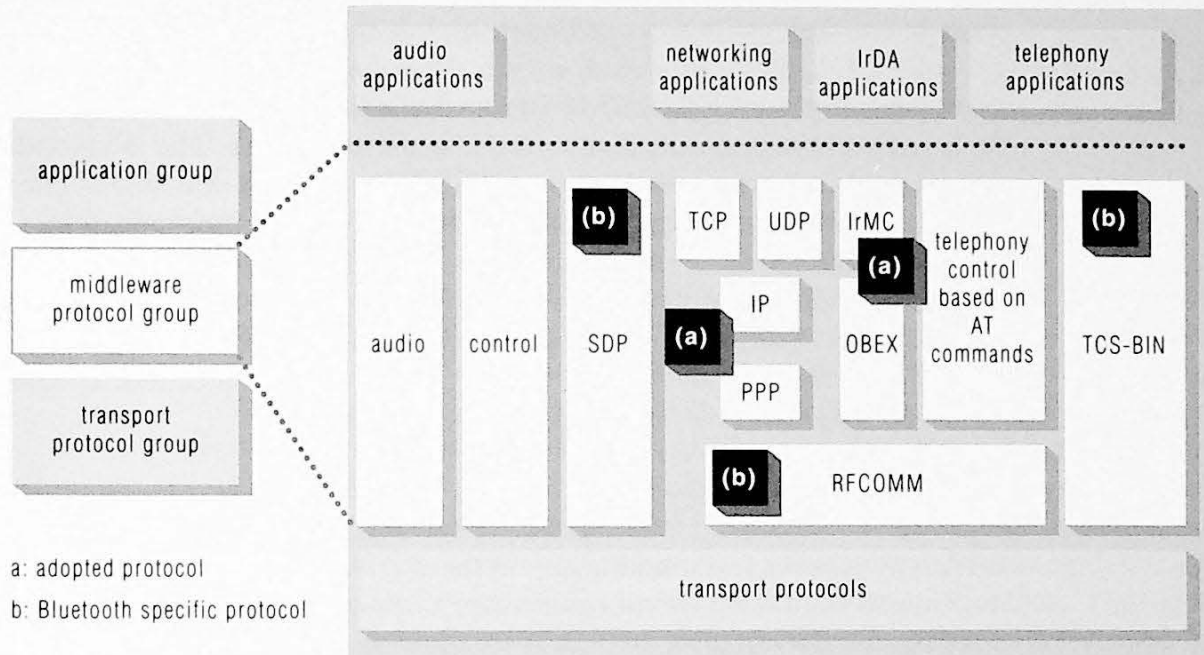 audio
applications
networking
applications
IrDA
applications
telephony
applications
application group
middleware
protocol group
transport
protocol group
audio
control
(b)
SDP
TCP
UDP
IrMC
(a)
IP
(a)
PPP
OBEX
telephony
control
based on
AT
commands
(b)
TCS-BIN
(b)
RFCOMM
transport protocols
a: adopted protocol
b: Bluetooth specific protocol